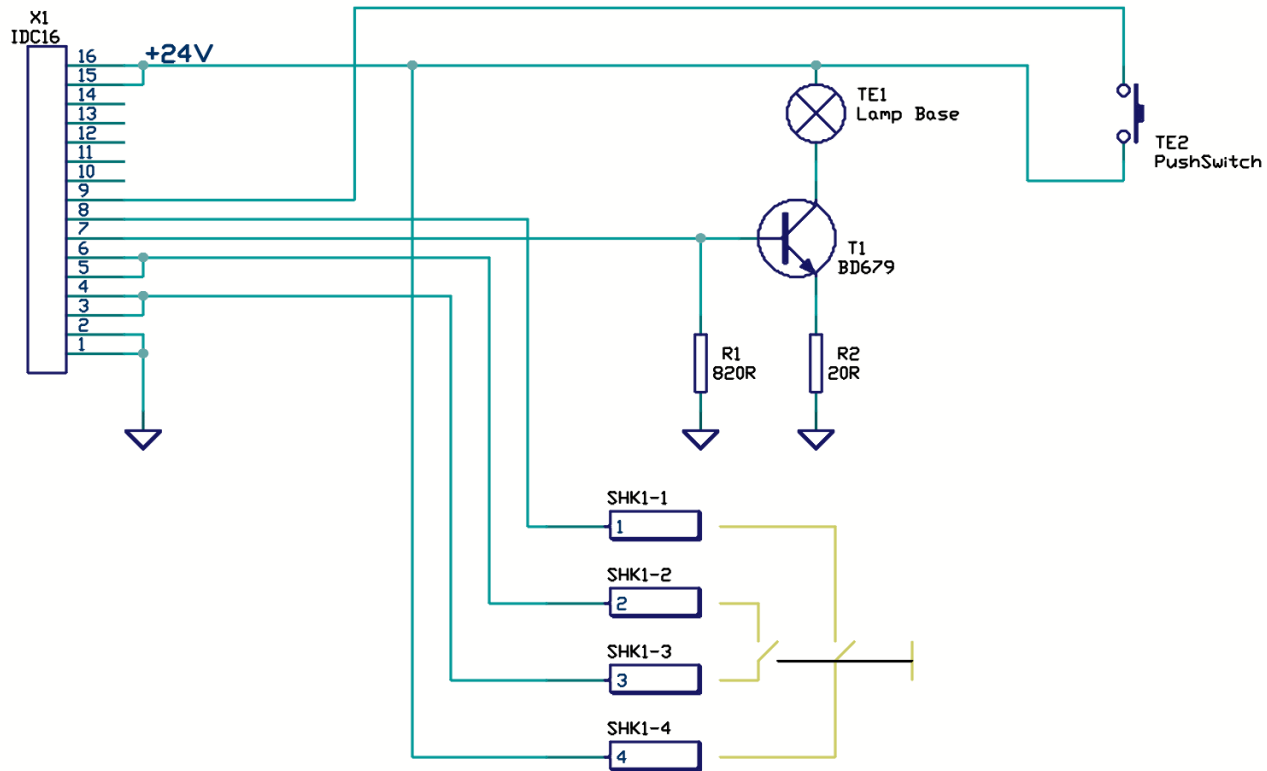 X1
IDC16
+24V
16
15
14
13
12
11
10
9
8
7
6
5
4
3
2
1
TE1
Lamp Base
TE2
PushSwitch
T1
BD679
R1
820R
R2
20R
SHK1-1
1
SHK1-2
2
SHK1-3
3
SHK1-4
4